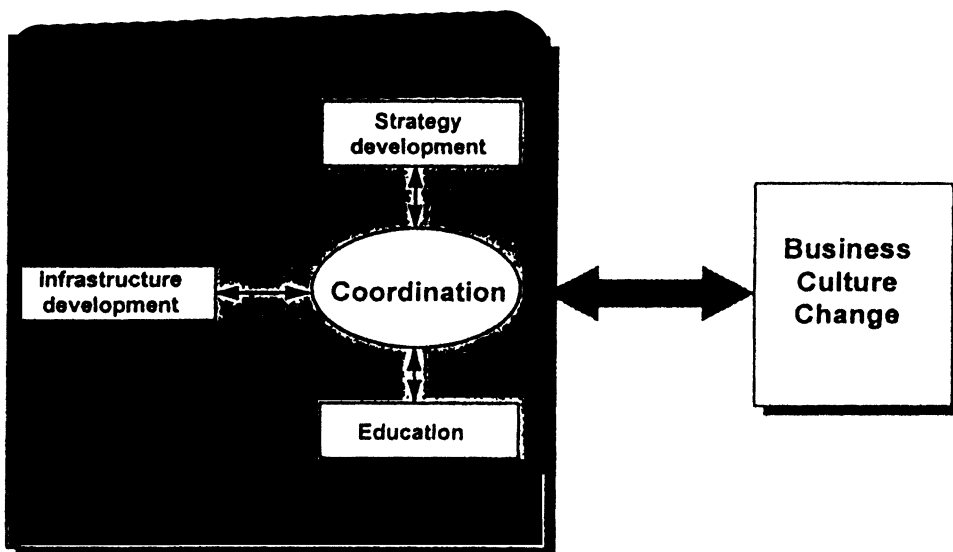 Strategy
development
Infrastructure
development
Coordination
Education
Business
Culture
Change